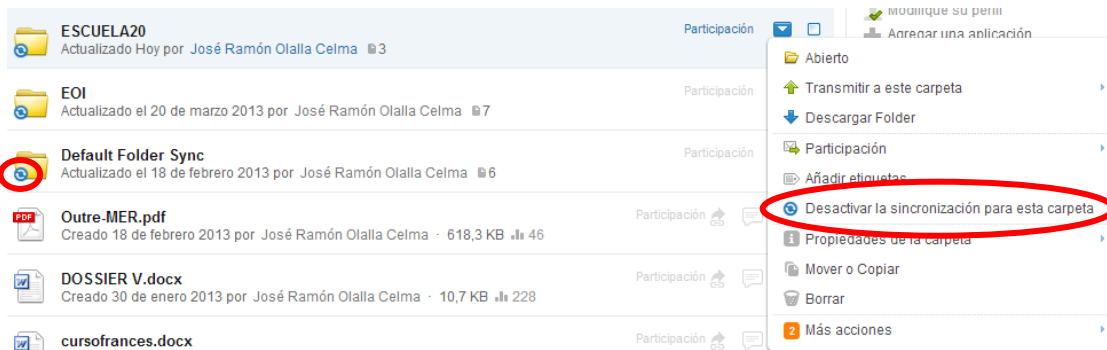 ESCUELA20
Participación
Actualizado Hoy por José Ramón Olalla Celma 3
EOI
Participación
Actualizado el 20 de marzo 2013 por José Ramón Olalla Celma 7
Default Folder Sync
Participación
Actualizado el 18 de febrero 2013 por José Ramón Olalla Celma 6
PDF
Outre-MER.pdf
Participación
Creado 18 de febrero 2013 por José Ramón Olalla Celma · 618,3 KB 46
DOSSIER V.docx
Participación
Creado 30 de enero 2013 por José Ramón Olalla Celma · 10,7 KB 228
cursofrances.docx
Participación
Modifique su perfil
Agregar una aplicación
Abierto
Transmitir a este carpeta
Descargar Folder
Participación
Añadir etiquetas
Desactivar la sincronización para esta carpeta
Propiedades de la carpeta
Mover o Copiar
Borrar
2 Más acciones